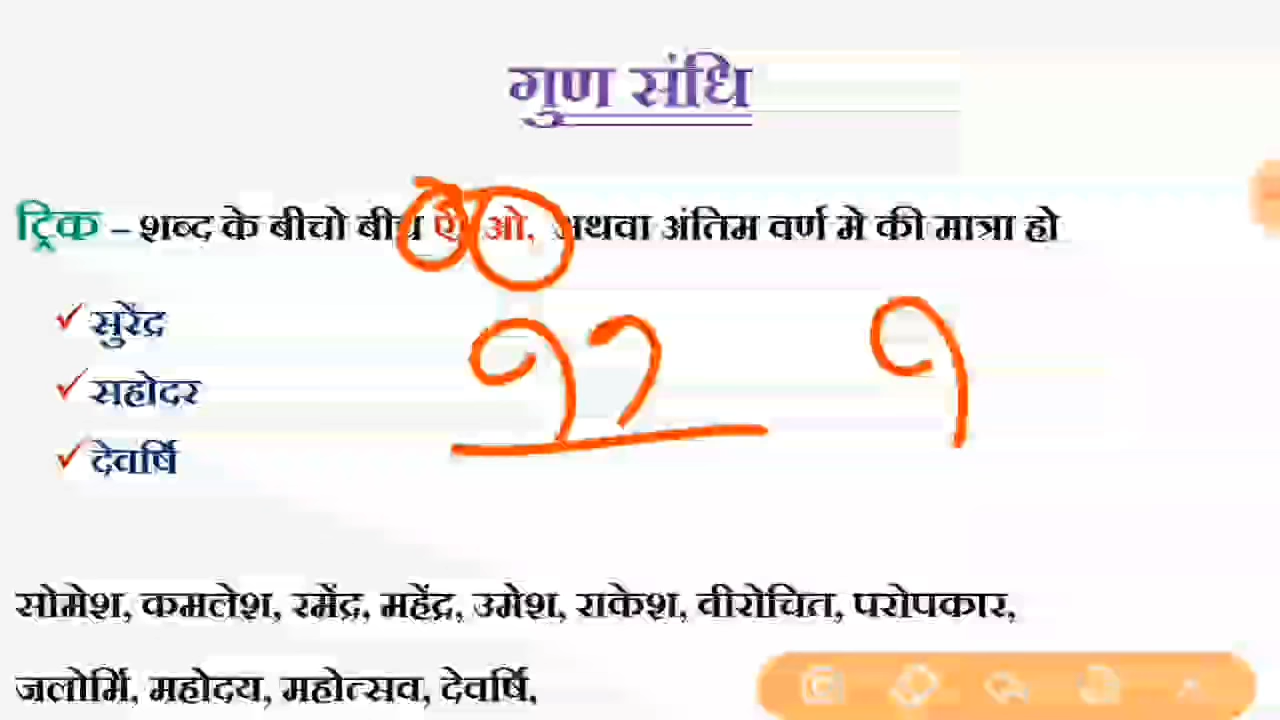 गुण संधि
ट्रिक – शब्द के बीचो बीच ऐ ओ, अथवा अंतिम वर्ण मे की मात्रा हो
✓ सुरेंद्र
✓ सहोदर
✓ देवर्षि
सोमेश, कमलेश, रमेंद्र, महेंद्र, उमेश, राकेश, वीरोचित, परोपकार,
जलोर्मि, महोदय, महोत्सव, देवर्षि,